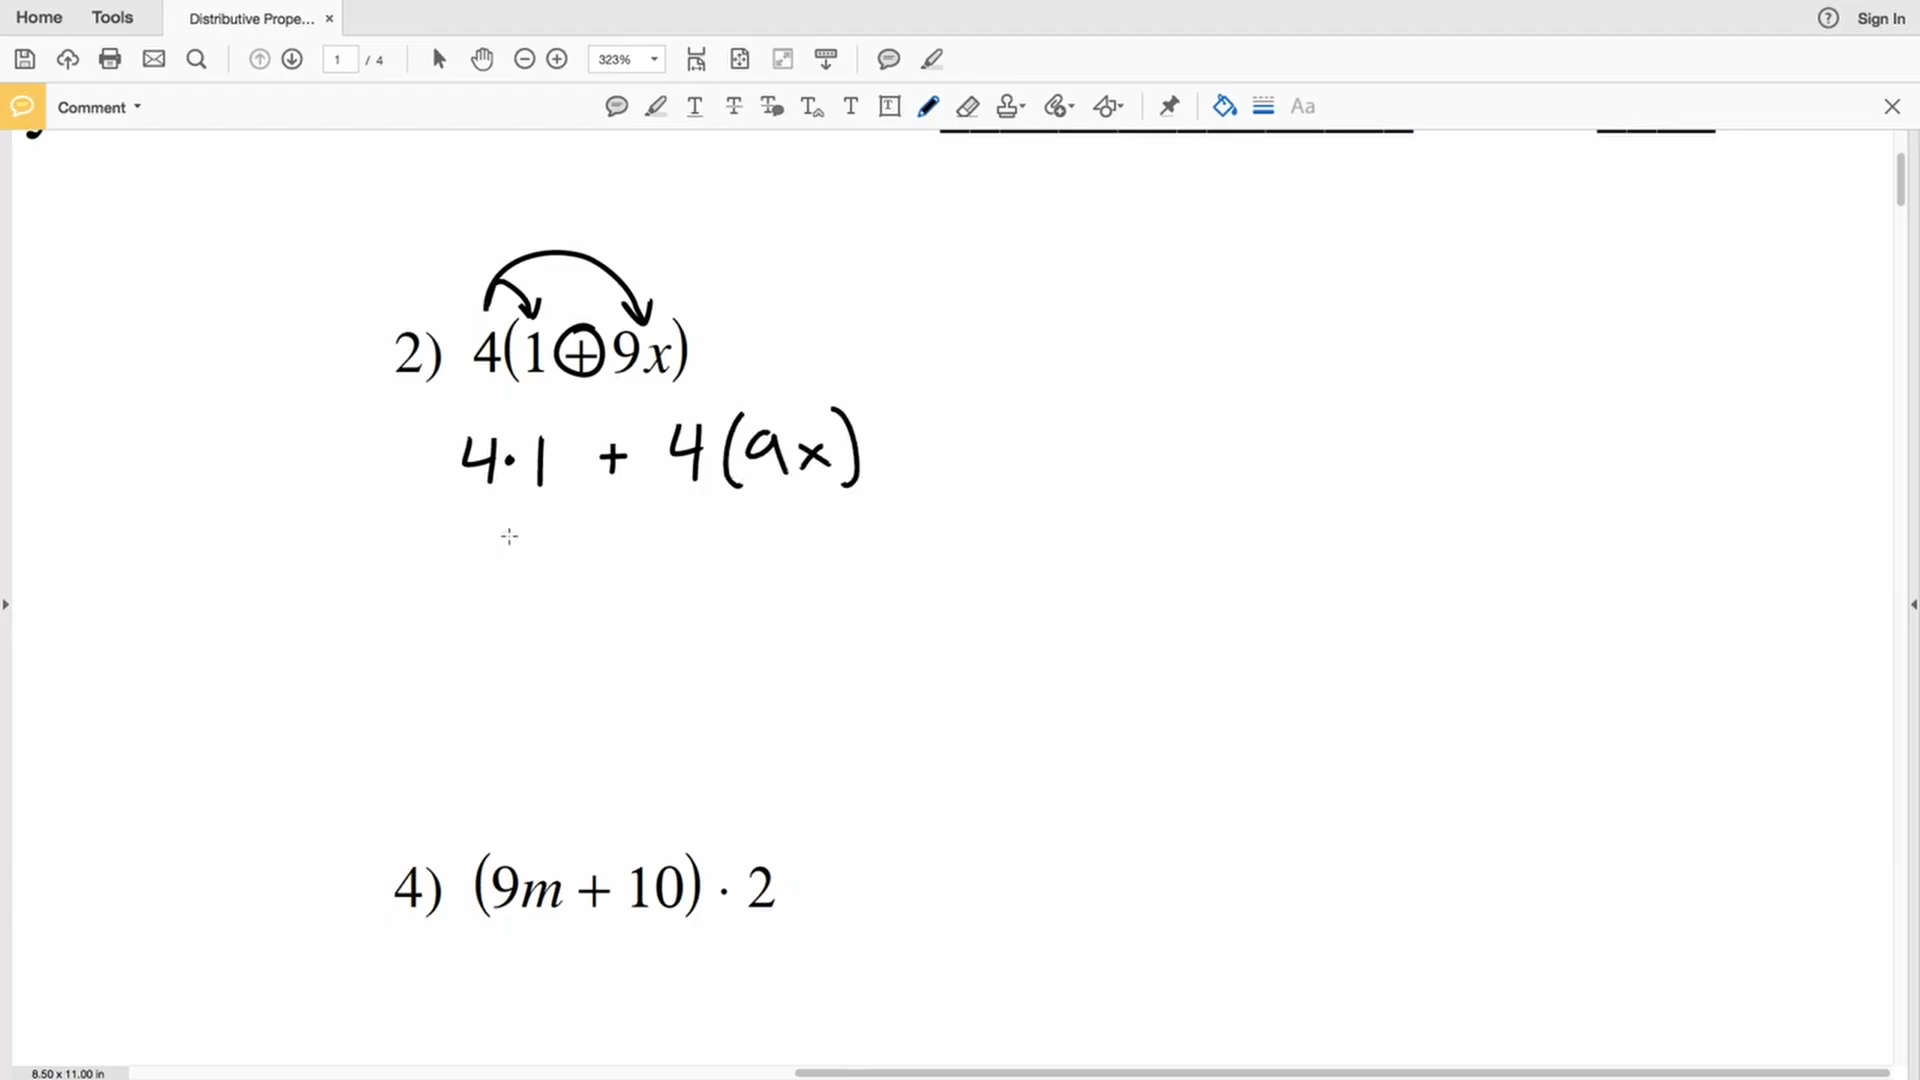 Home Tools Distributive Prope... × ? Sign In
1 / 4 323%
Comment T T T T T T Aa
2) 4(1 + 9x)
4·1 + 4(9x)
4) (9m + 10) · 2
8.50 x 11.00 in